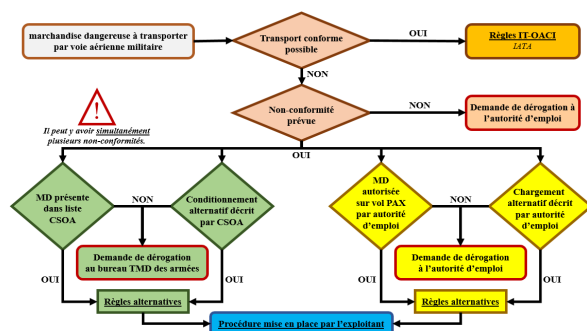 marchandise dangereuse à transporter
par voie aérienne militaire
Transport conforme
possible
OUI
Règles IT-OACI
IATA
NON
Non-conformité
prévue
NON
Demande de dérogation à
l'autorité d'emploi
!
Il peut y avoir simultanément
plusieurs non-conformités.
OUI
MD présente
dans liste
CSOA
NON
Conditionnement
alternatif décrit
par CSOA
MD
autorisée
sur vol PAX
par autorité
d'emploi
NON
Chargement
alternatif décrit
par autorité
d'emploi
Demande de dérogation
au bureau TMD des armées
Demande de dérogation
à l'autorité d'emploi
OUI
OUI
OUI
OUI
Règles alternatives
Règles alternatives
Procédure mise en place par l'exploitant